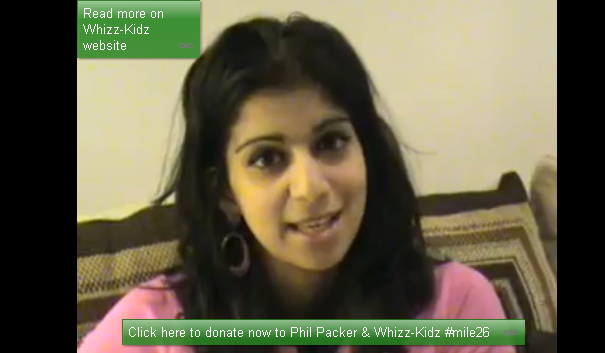 Read more on
Whizz-Kidz
website
Click here to donate now to Phil Packer & Whizz-Kidz #mile26